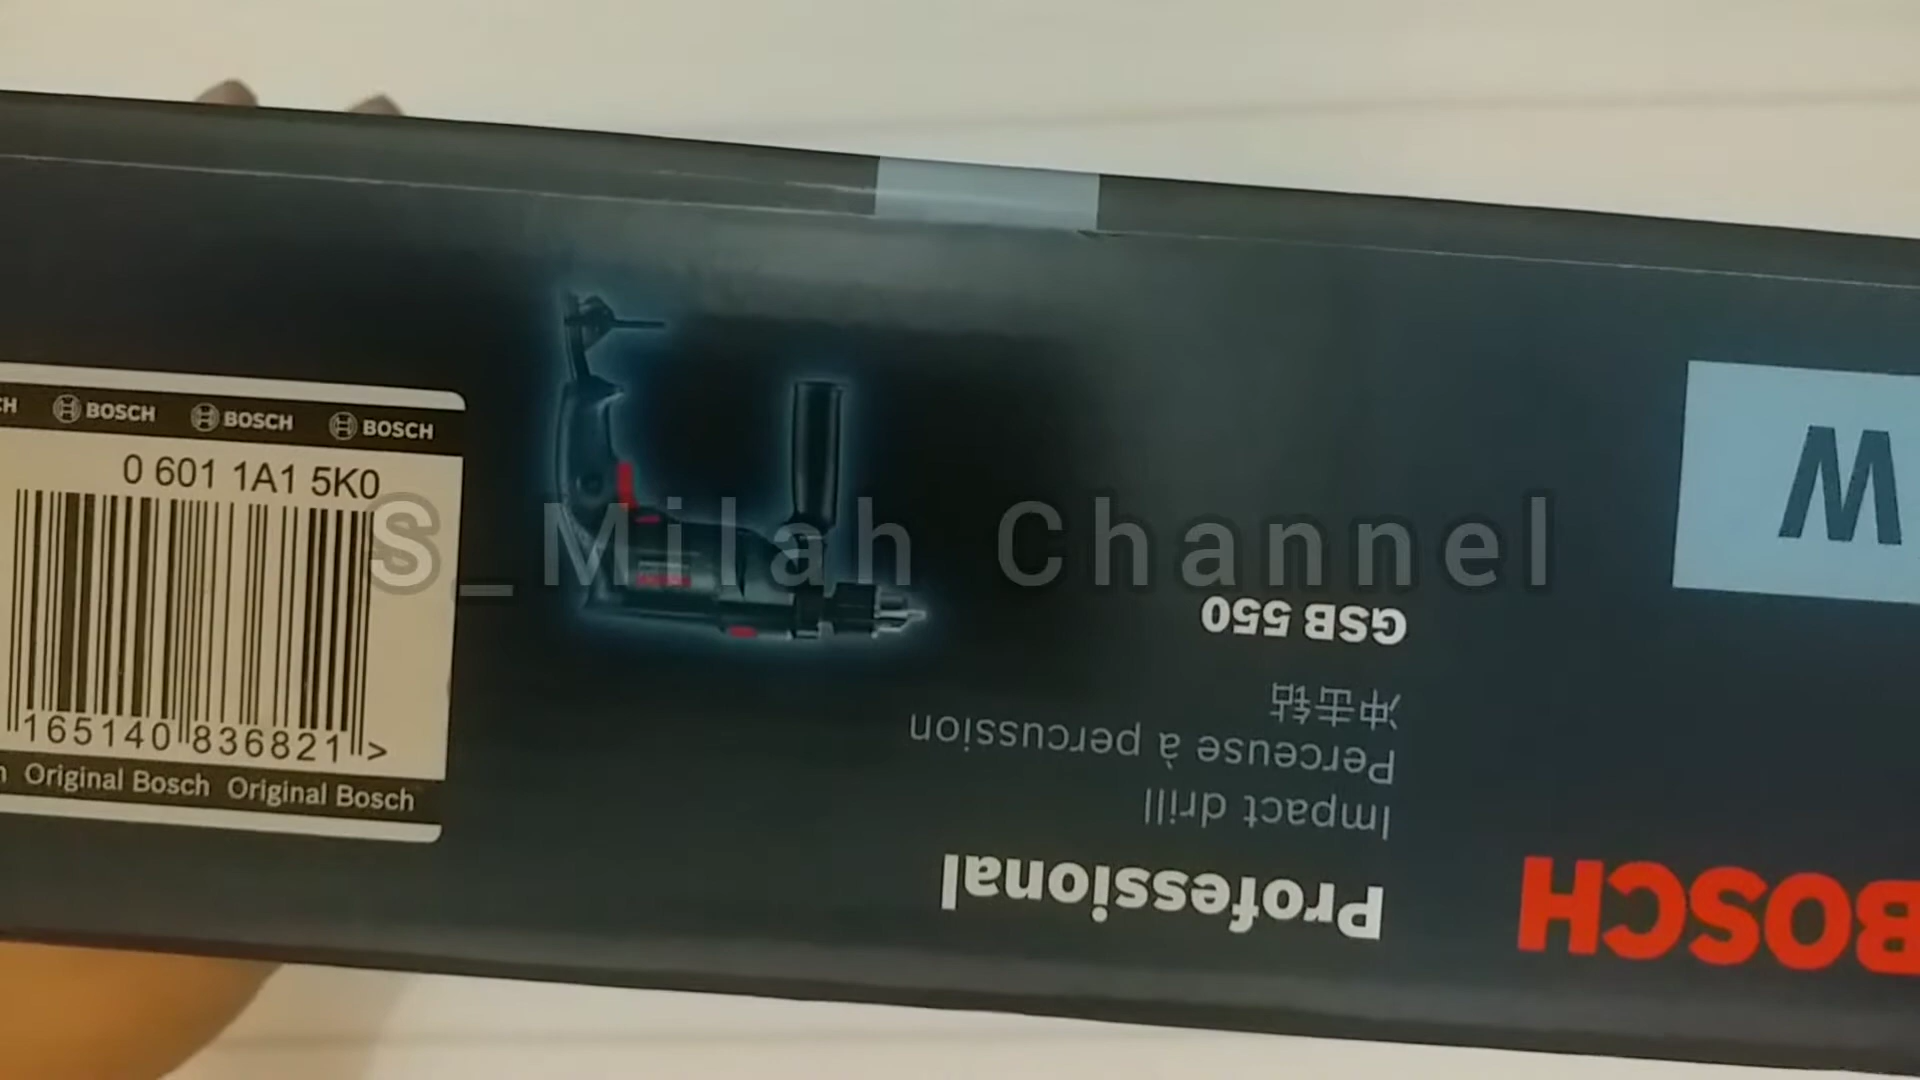 BOSCH BOSCH BOSCH
0 601 1A1 5K0
165140 836821 >
Original Bosch Original Bosch
S_Milah Channel
W
BOSCH
Professional
Impact drill
Perceuse à percussion
冲击钻
GSB 550